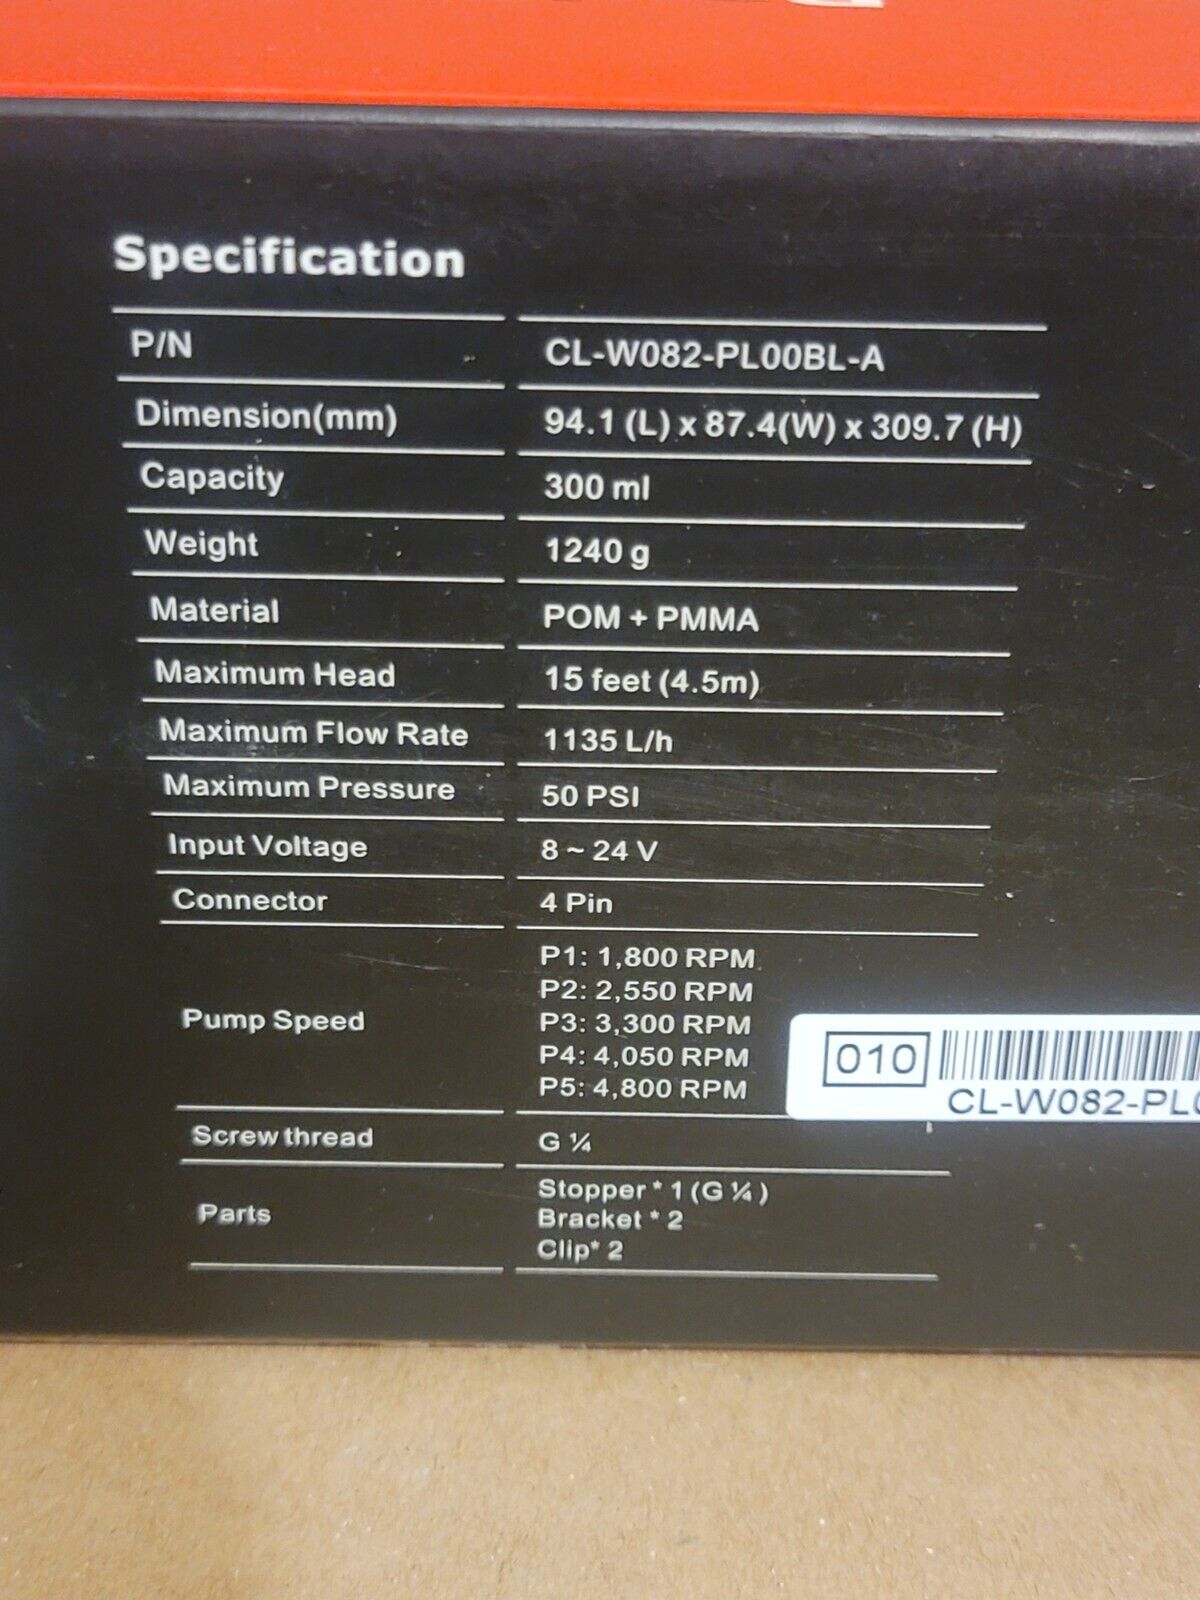 Specification
P/N CL-W082-PL00BL-A
Dimension(mm) 94.1 (L) x 87.4(W) x 309.7 (H)
Capacity 300 ml
Weight 1240 g
Material POM + PMMA
Maximum Head 15 feet (4.5m)
Maximum Flow Rate 1135 L/h
Maximum Pressure 50 PSI
Input Voltage 8 ~ 24 V
Connector 4 Pin
Pump Speed
P1: 1,800 RPM
P2: 2,550 RPM
P3: 3,300 RPM
P4: 4,050 RPM
P5: 4,800 RPM
010
CL-W082-PL0
Screw thread G ¼
Parts
Stopper * 1 (G ¼ )
Bracket * 2
Clip* 2